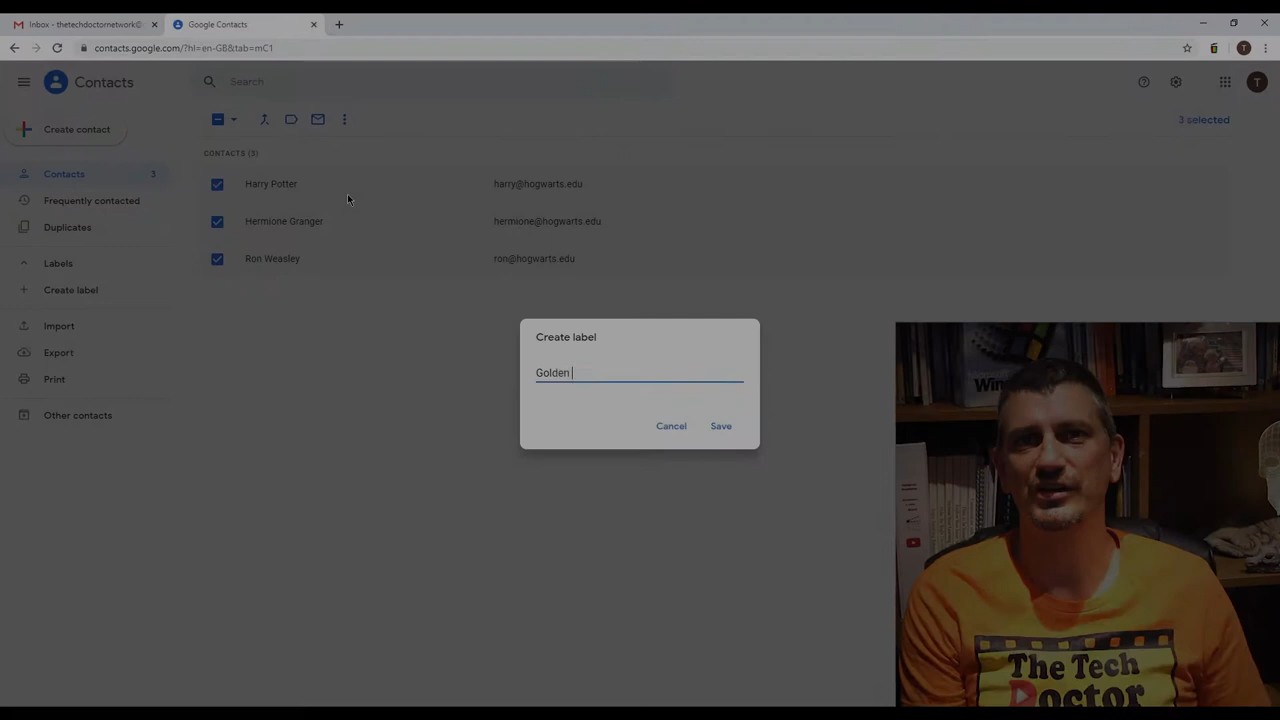 Inbox - thetechdoctornetwork@
Google Contacts
contacts.google.com/?hl=en-GB&tab=mC1
T
Contacts
Search
T
Create contact
3 selected
CONTACTS (3)
Contacts 3
Harry Potter harry@hogwarts.edu
Frequently contacted
Hermione Granger hermione@hogwarts.edu
Duplicates
Ron Weasley ron@hogwarts.edu
Labels
Create label
Import
Export
Print
Other contacts
Create label
Golden
Cancel Save
Win
The Tech
Doctor